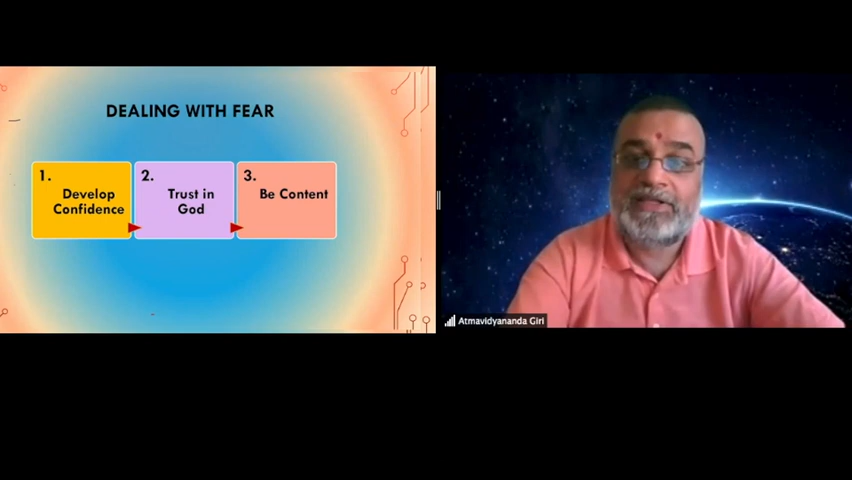 DEALING WITH FEAR
1.
Develop
Confidence
2.
Trust in
God
3.
Be Content
Atmavidyananda Giri